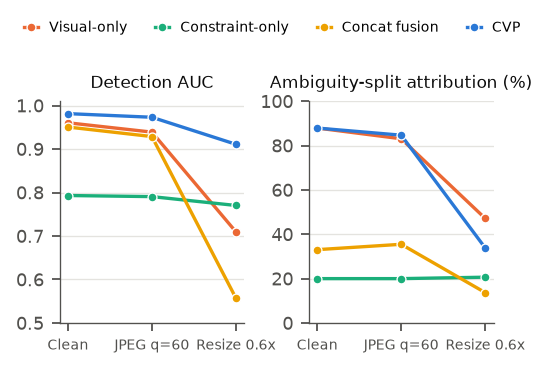 Visual-only Constraint-only Concat fusion CVP
Detection AUC
1.0
0.9
0.8
0.7
0.6
0.5
Clean JPEG q=60 Resize 0.6x
Ambiguity-split attribution (%)
100
80
60
40
20
0
Clean JPEG q=60 Resize 0.6x